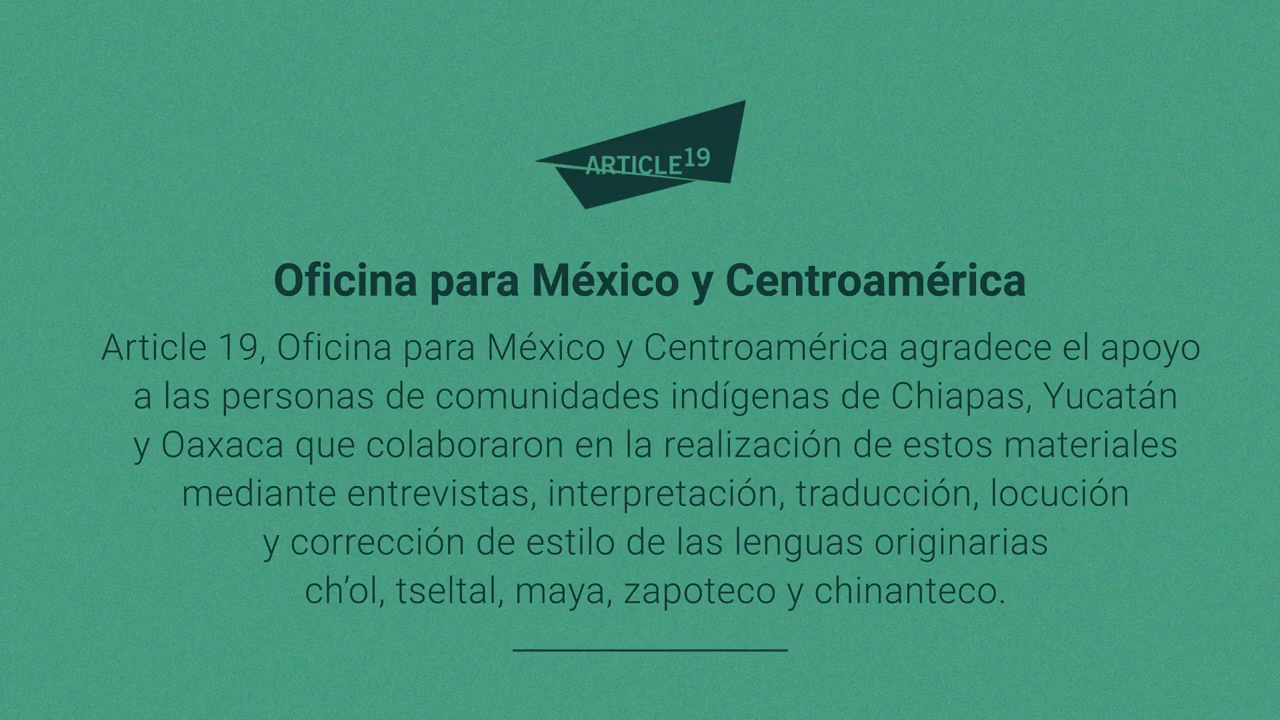 ARTICLE 19
Oficina para México y Centroamérica
Article 19, Oficina para México y Centroamérica agradece el apoyo
a las personas de comunidades indígenas de Chiapas, Yucatán
y Oaxaca que colaboraron en la realización de estos materiales
mediante entrevistas, interpretación, traducción, locución
y corrección de estilo de las lenguas originarias
ch’ol, tseltal, maya, zapoteco y chinanteco.